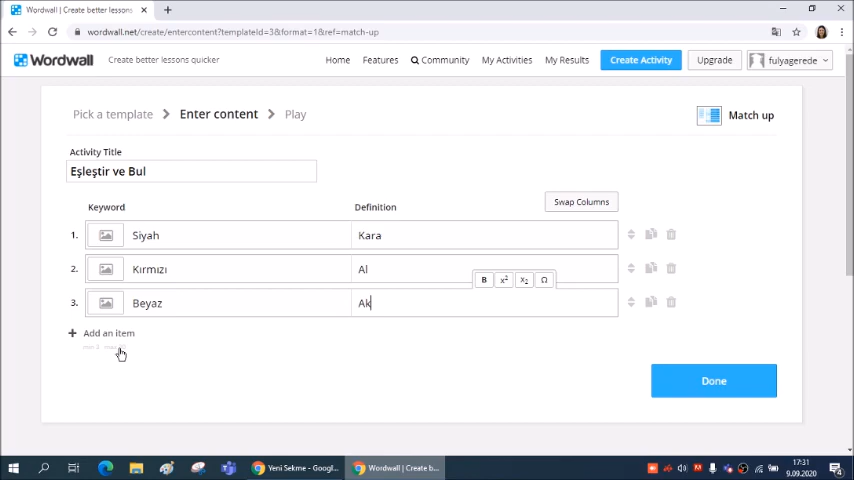 Wordwall | Create better lessons
wordwall.net/create/entercontent?templateId=3&format=1&ref=match-up
Wordwall Create better lessons quicker Home Features Community My Activities My Results Create Activity Upgrade fulyagerede
Pick a template Enter content Play Match up
Activity Title
Eşleştir ve Bul
Swap Columns
Keyword Definition
1. Siyah Kara
2. Kırmızı Al
B x² x₂ Ω
3. Beyaz Ak
+ Add an item
Done
Yeni Sekme - Googl... Wordwall | Create b...
17:31
9.09.2020
4